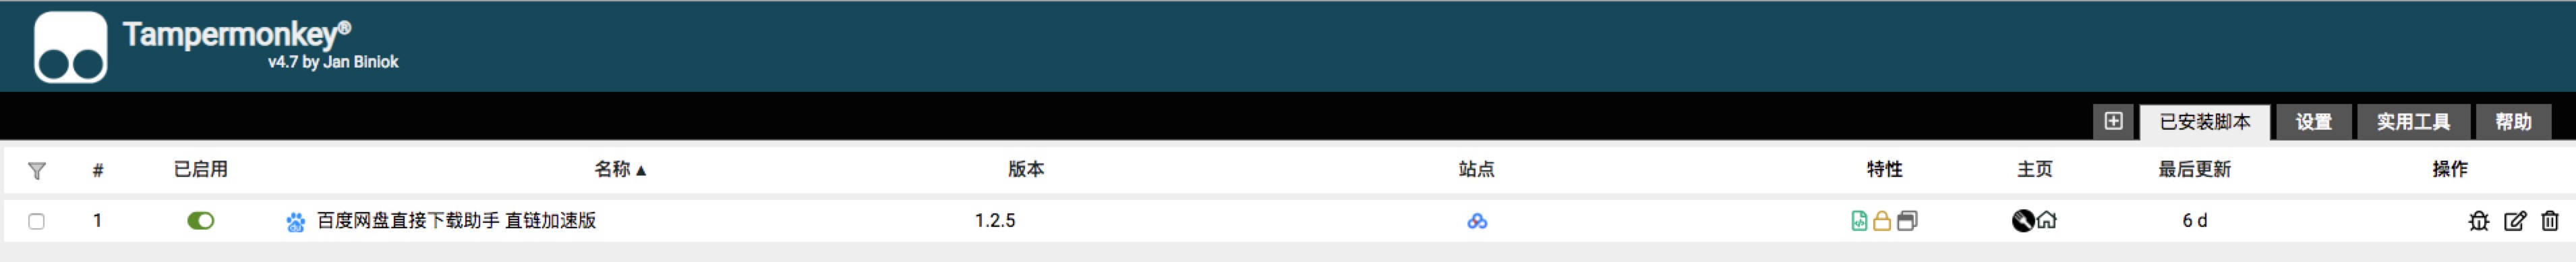 Tampermonkey®
v4.7 by Jan Biniok
已安装脚本 设置 实用工具 帮助
# 已启用 名称▲ 版本 站点 特性 主页 最后更新 操作
1 百度网盘直接下载助手 直链加速版 1.2.5 6 d